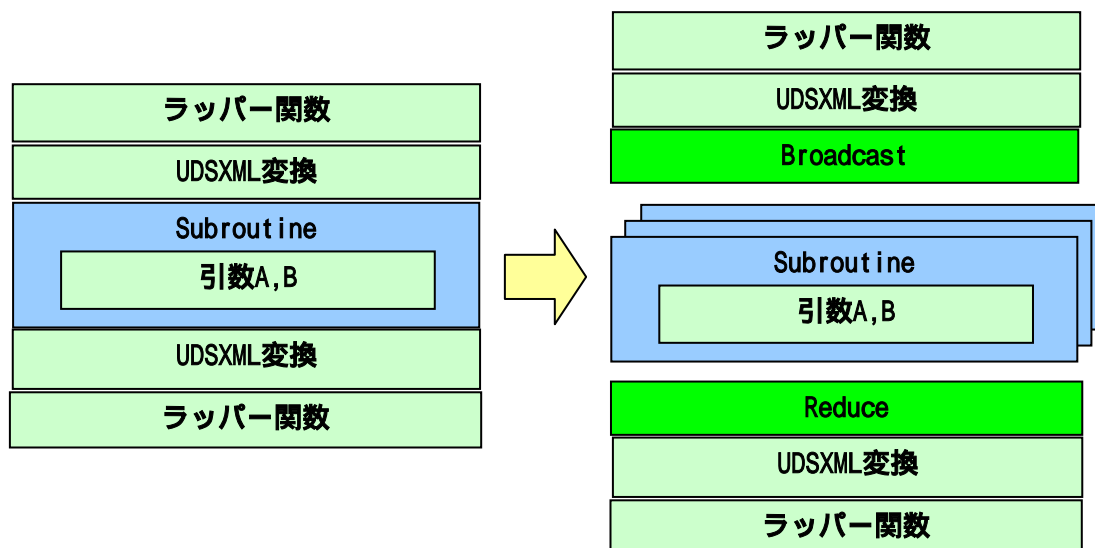 ラッパー関数
UDSXML変換
Subroutine
引数A,B
UDSXML変換
ラッパー関数
ラッパー関数
UDSXML変換
Broadcast
Subroutine
引数A,B
Reduce
UDSXML変換
ラッパー関数